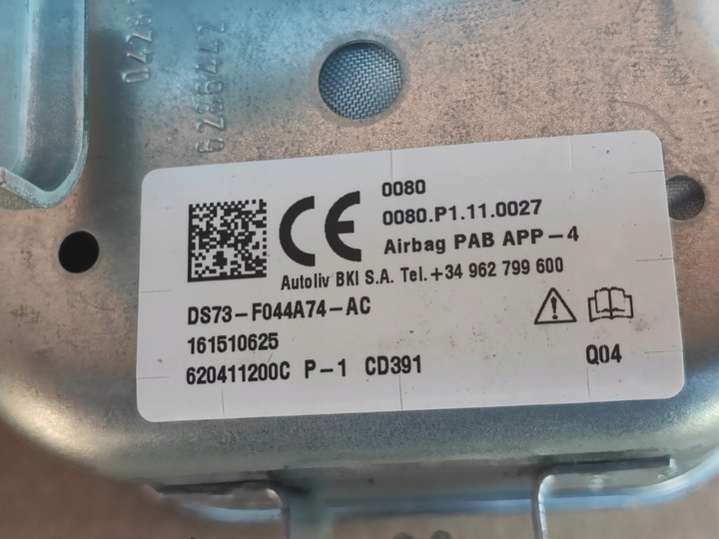 CE 0080
0080.P1.11.0027
Airbag PAB APP-4
Autoliv BKI S.A. Tel.+34 962 799 600
DS73-F044A74-AC
161510625
620411200C P-1 CD391
Q04